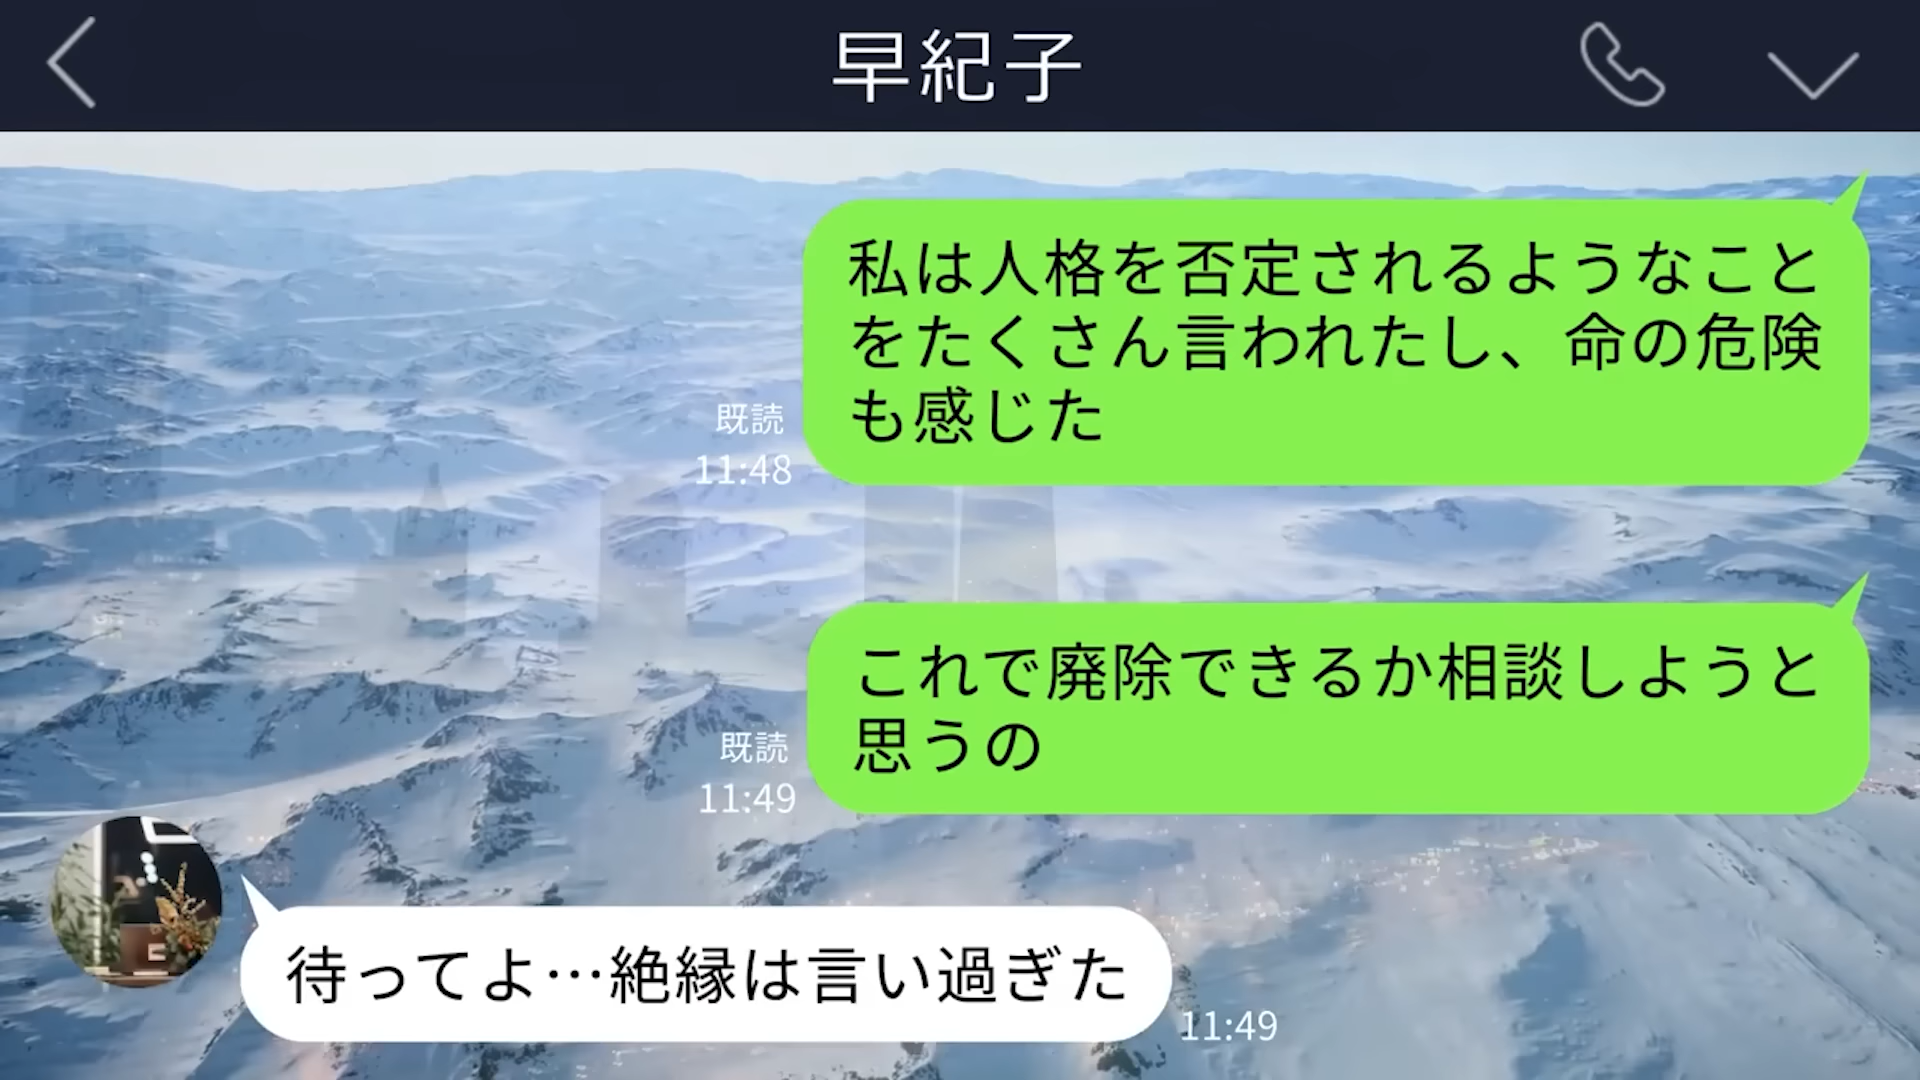 早紀子
私は人格を否定されるようなこと
をたくさん言われたし、命の危険
も感じた
既読
11:48
これで廃除できるか相談しようと
思うの
既読
11:49
待ってよ…絶縁は言い過ぎた
11:49